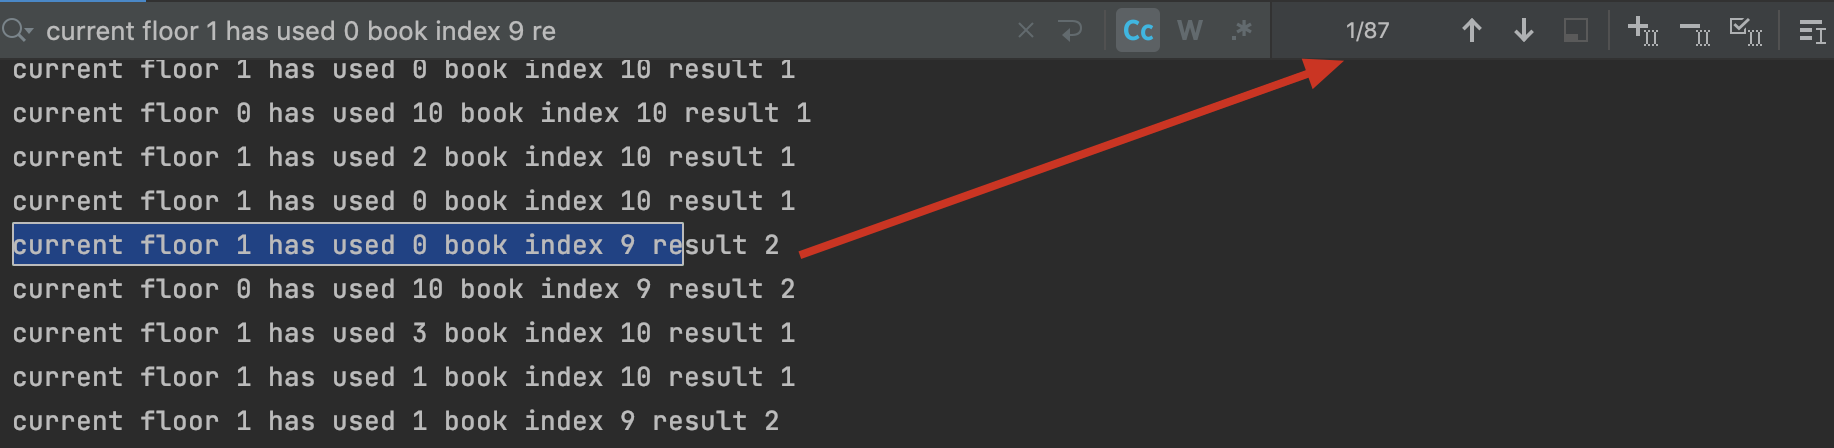 current floor 1 has used 0 book index 9 re
Cc W .* 1/87
current floor 1 has used 0 book index 10 result 1
current floor 0 has used 10 book index 10 result 1
current floor 1 has used 2 book index 10 result 1
current floor 1 has used 0 book index 10 result 1
current floor 1 has used 0 book index 9 result 2
current floor 0 has used 10 book index 9 result 2
current floor 1 has used 3 book index 10 result 1
current floor 1 has used 1 book index 10 result 1
current floor 1 has used 1 book index 9 result 2